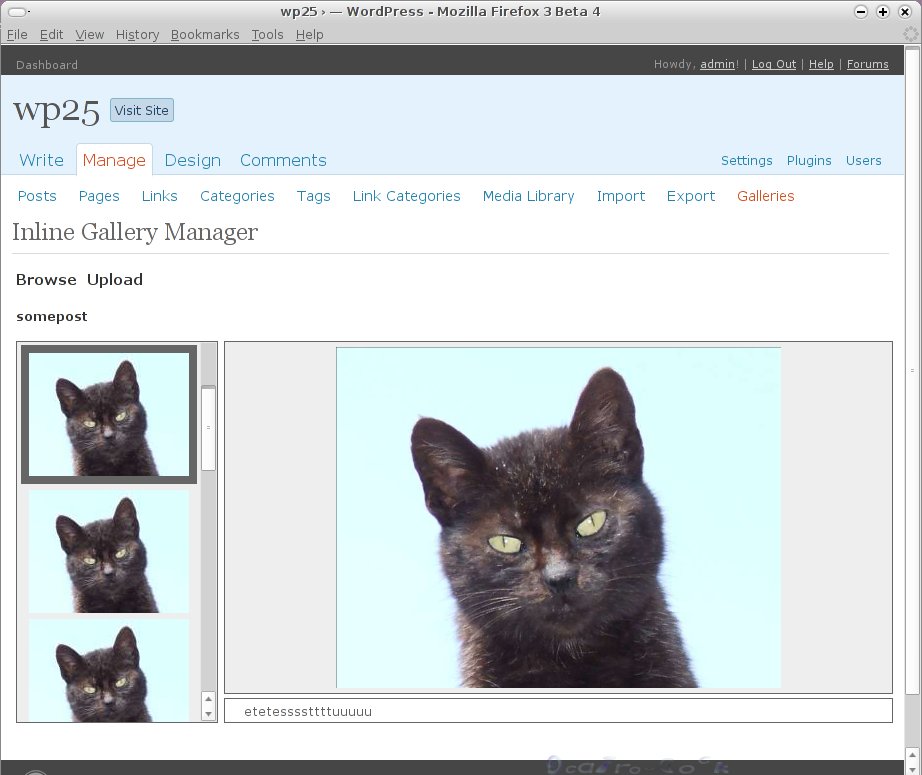 wp25 › — WordPress - Mozilla Firefox 3 Beta 4
File Edit View History Bookmarks Tools Help
Dashboard
Howdy, admin! | Log Out | Help | Forums
wp25 Visit Site
Write Manage Design Comments
Settings Plugins Users
Posts Pages Links Categories Tags Link Categories Media Library Import Export Galleries
Inline Gallery Manager
Browse Upload
somepost
etetessssttttuuuuu